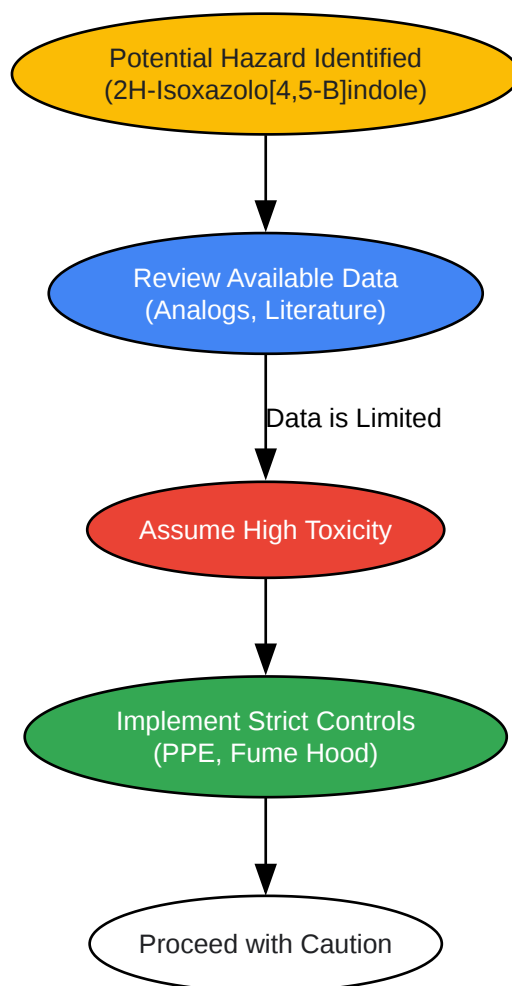 Potential Hazard Identified
(2H-Isoxazolo[4,5-B]indole)
Review Available Data
(Analogs, Literature)
Data is Limited
Assume High Toxicity
Implement Strict Controls
(PPE, Fume Hood)
Proceed with Caution